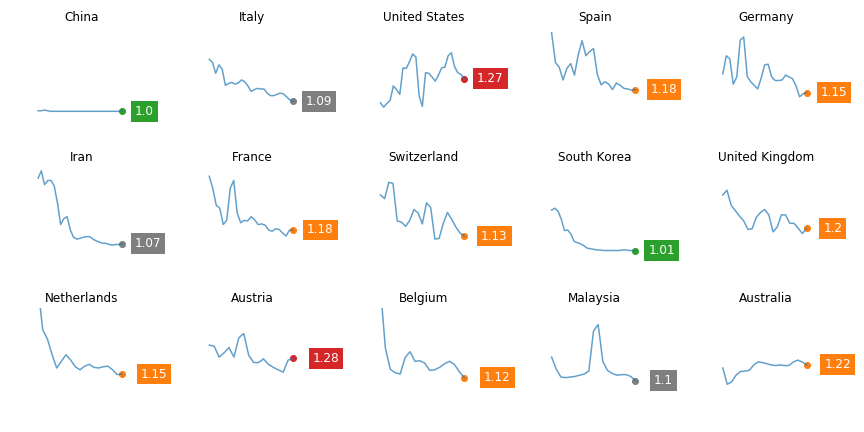 China
Italy
United States
Spain
Germany
1.0
1.09
1.27
1.18
1.15
Iran
France
Switzerland
South Korea
United Kingdom
1.07
1.18
1.13
1.01
1.2
Netherlands
Austria
Belgium
Malaysia
Australia
1.15
1.28
1.12
1.1
1.22